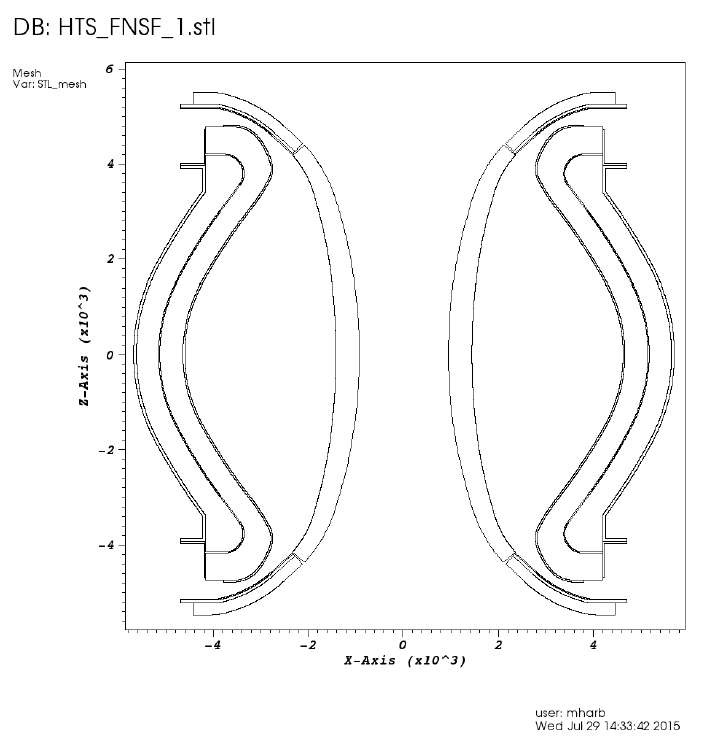 DB: HTS_FNSF_1.stl
Mesh
Var: STL_mesh
6
4
2
0
-2
-4
Z-Axis (x10^3)
-4 -2 0 2 4
X-Axis (x10^3)
user: mharb
Wed Jul 29 14:33:42 2015